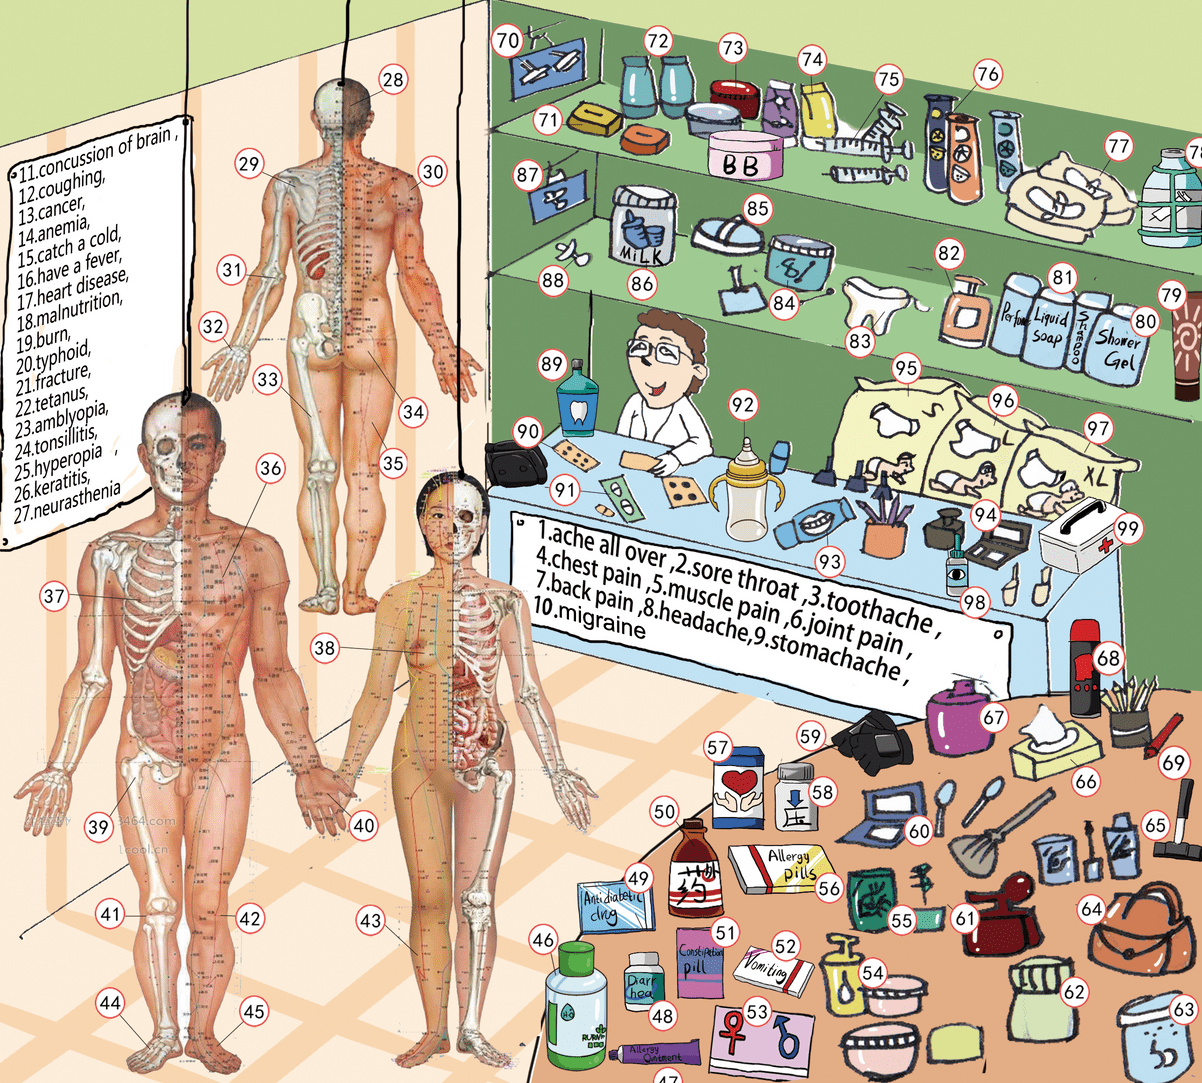 11.concussion of brain ,
12.coughing,
13.cancer,
14.anemia,
15.catch a cold,
16.have a fever,
17.heart disease,
18.malnutrition,
19.burn,
20.typhoid,
21.fracture,
22.tetanus,
23.amblyopia,
24.tonsillitis,
25.hyperopia ,
26.keratitis,
27.neurasthenia
28
29
30
31
32
33
34
35
36
37
38
39
3464.com
1.cool.cn
40
41
42
43
44
45
70
72
73
74
75
76
71
77
78
BB
87
85
MiLK
88
86
84
83
82
81
79
80
Liquid
Soap
Shampoo
Shower
Gel
89
90
91
92
93
94
95
96
97
S
L
XL
98
99
1.ache all over ,2.sore throat ,3.toothache ,
4.chest pain ,5.muscle pain ,6.joint pain ,
7.back pain ,8.headache,9.stomachache ,
10.migraine
68
67
66
69
59
57
58
压
60
65
50
药
49
Antidiabetic
drug
Allergy
pills
56
55
61
64
46
51
Constipation
pill
52
Vomiting
54
62
63
Diarr
hea
48
53
Allergy
Ointment
47